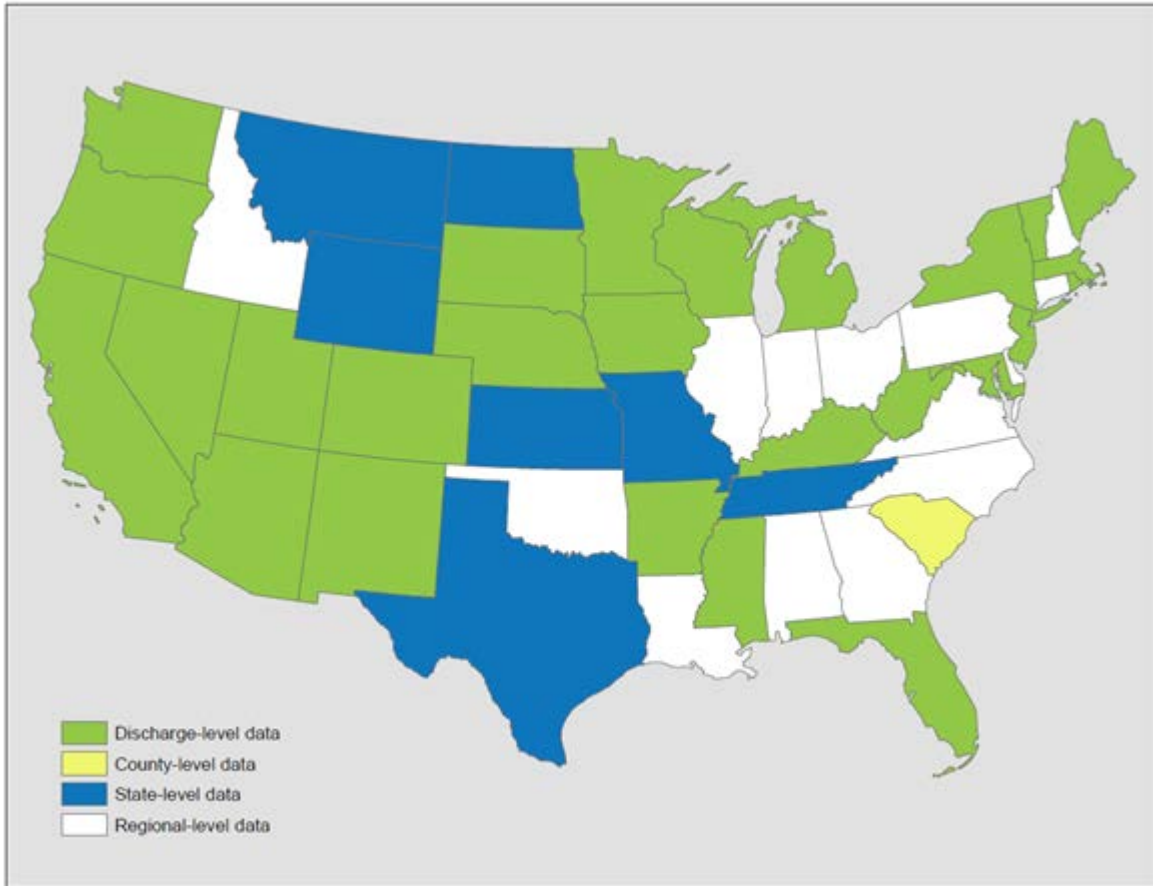 Discharge-level data
County-level data
State-level data
Regional-level data